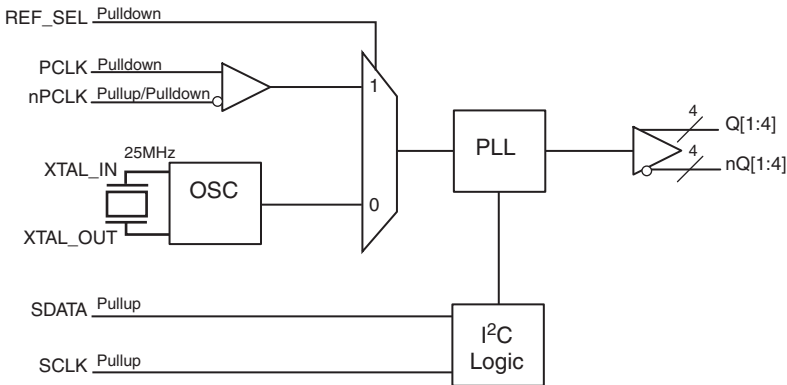 REF_SEL Pulldown
PCLK Pulldown
nPCLK Pullup/Pulldown
1
4
Q[1:4]
PLL
4
nQ[1:4]
25MHz
XTAL_IN
OSC
0
XTAL_OUT
SDATA Pullup
I²C
Logic
SCLK Pullup